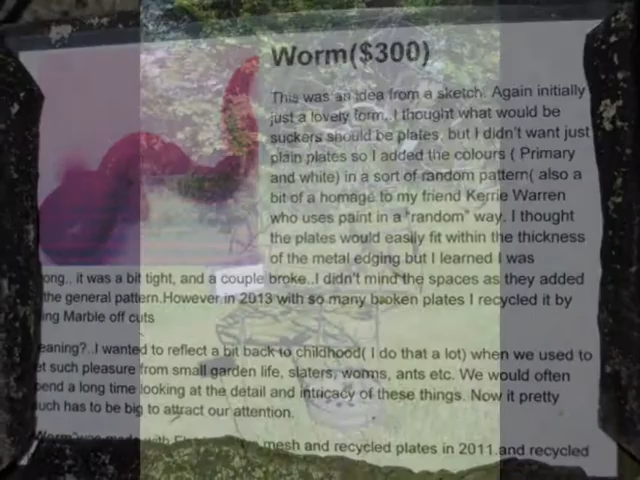 Worm($300)
This was an idea from a sketch. Again initially
just a lovely form..I thought what would be
suckers should be plates, but I didn't want just
plain plates so I added the colours ( Primary
and white) in a sort of random pattern( also a
bit of a homage to my friend Kerrie Warren
who uses paint in a "random" way. I thought
the plates would easily fit within the thickness
of the metal edging but I learned I was
ong.. it was a bit tight, and a couple broke..I didn't mind the spaces as they added
the general pattern.However in 2013 with so many broken plates I recycled it by
ing Marble off cuts
eaning?..I wanted to reflect a bit back to childhood( I do that a lot) when we used to
et such pleasure from small garden life, slaters, worms, ants etc. We would often
pend a long time looking at the detail and intricacy of these things. Now it pretty
uch has to be big to attract our attention.
mesh and recycled plates in 2011.and recycled